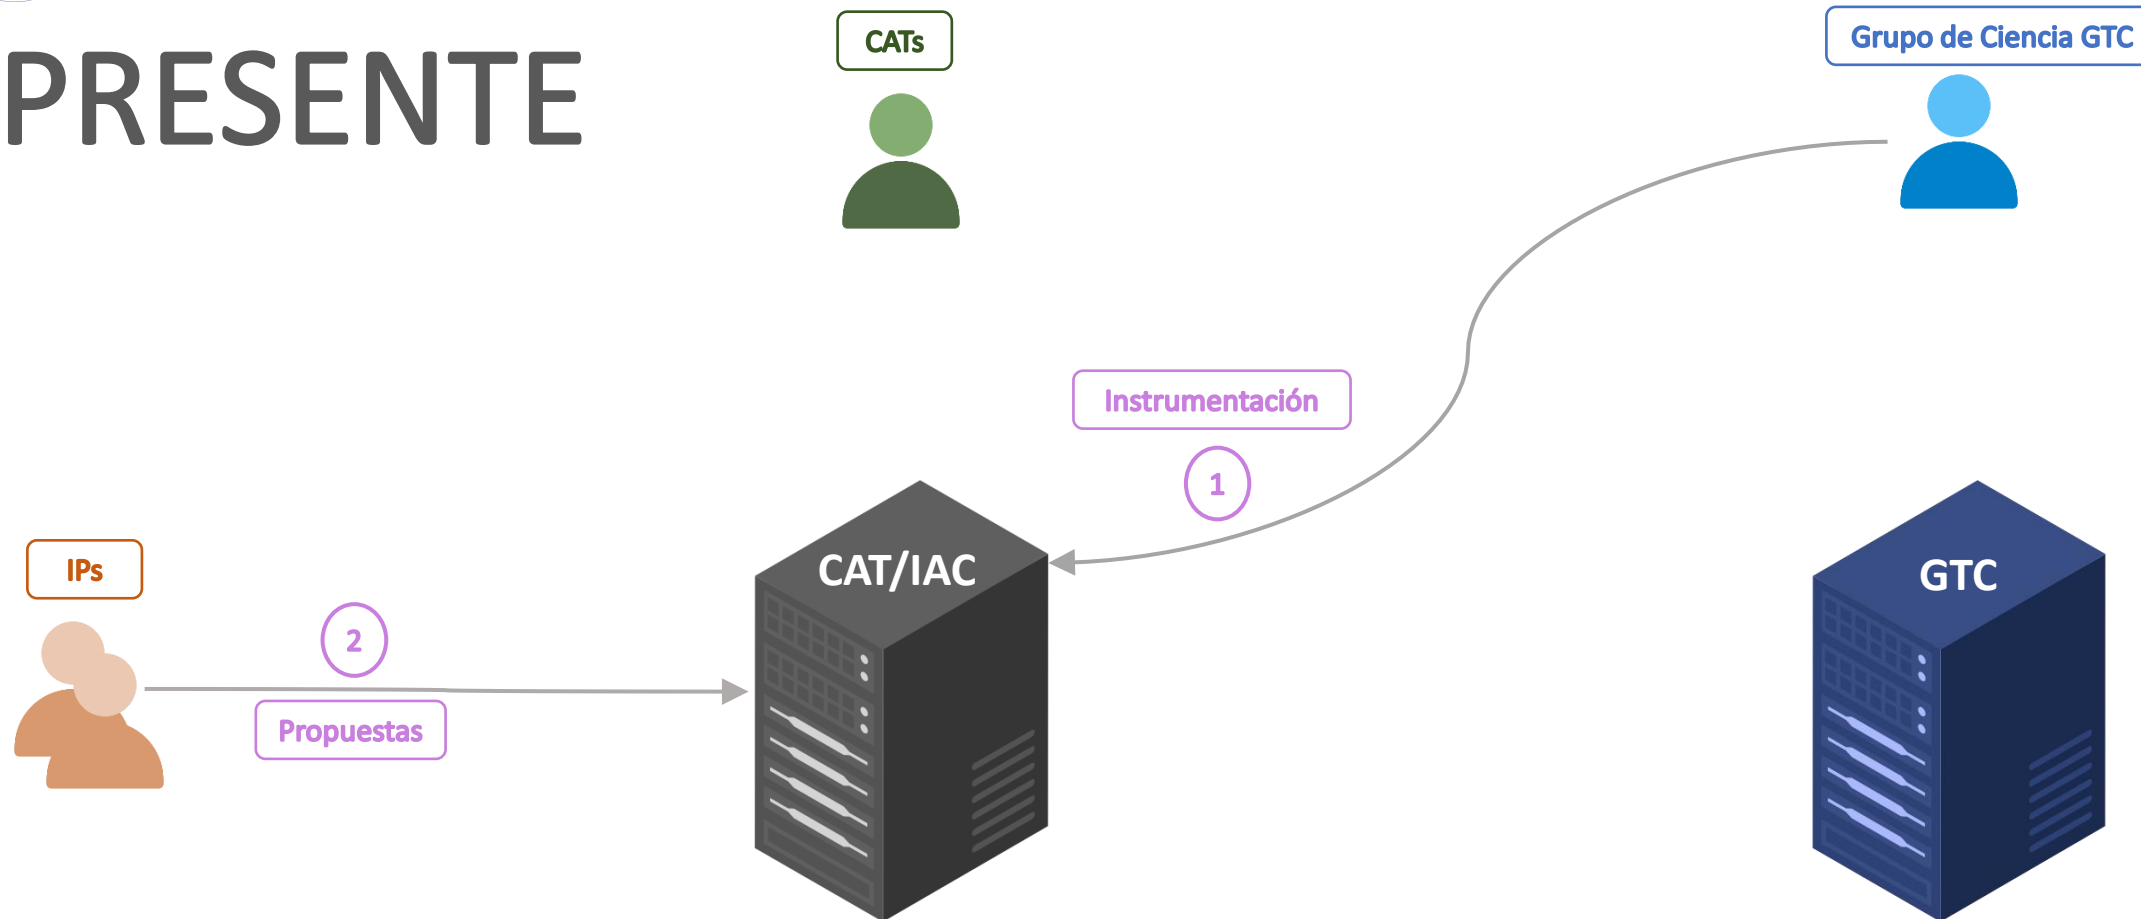 PRESENTE
CATs
Grupo de Ciencia GTC
Instrumentación
1
IPs
2
Propuestas
CAT/IAC
GTC